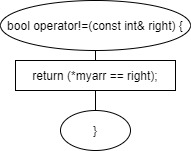 bool operator!=(const int& right) {
return (*myarr == right);
}